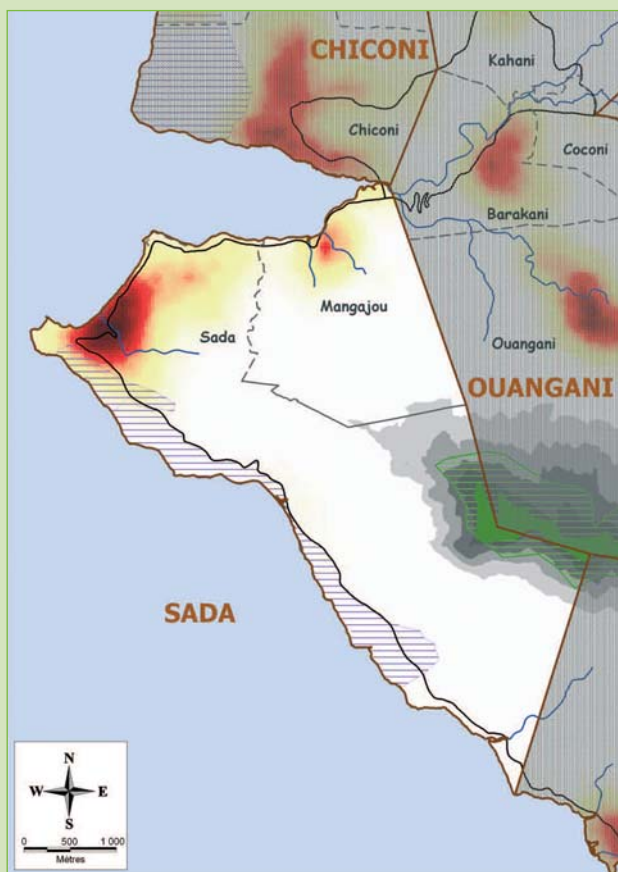 CHICONI
Kahani
Chiconi
Coconi
Barakani
Mangajou
Sada
Ouangani
OUANGANI
SADA
N
W E
S
0 500 1 000
Mètres